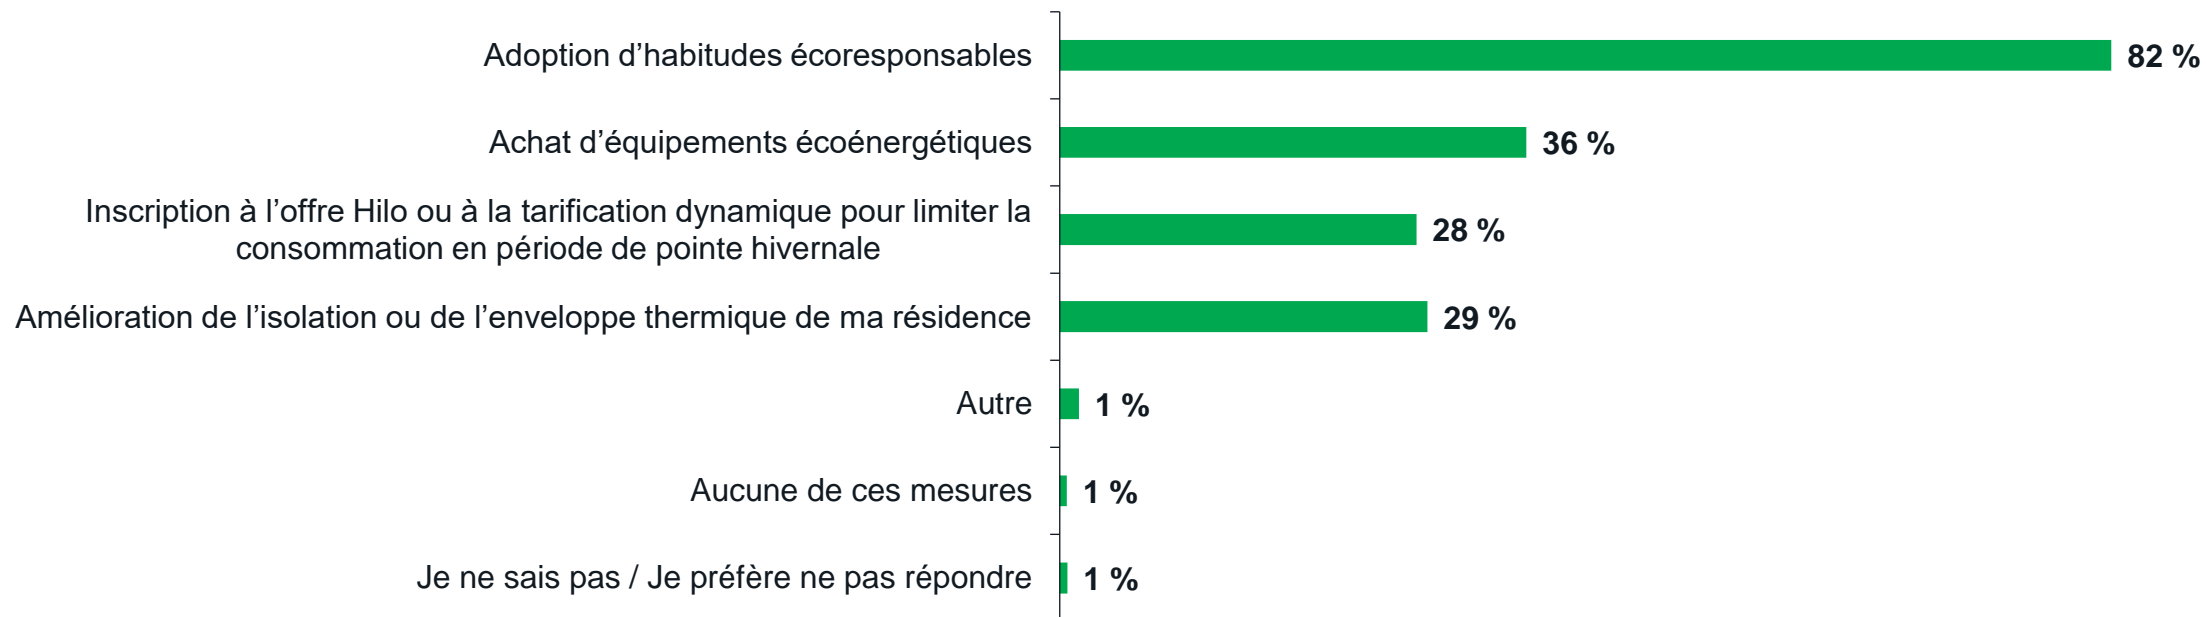 Adoption d’habitudes écoresponsables 82 %
Achat d’équipements écoénergétiques 36 %
Inscription à l’offre Hilo ou à la tarification dynamique pour limiter la
consommation en période de pointe hivernale 28 %
Amélioration de l’isolation ou de l’enveloppe thermique de ma résidence 29 %
Autre 1 %
Aucune de ces mesures 1 %
Je ne sais pas / Je préfère ne pas répondre 1 %